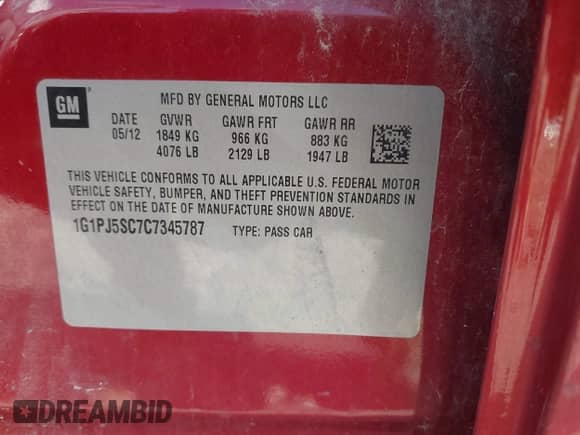 GM
MFD BY GENERAL MOTORS LLC
DATE GVWR GAWR FRT GAWR RR
05/12 1849 KG 966 KG 883 KG
4076 LB 2129 LB 1947 LB
THIS VEHICLE CONFORMS TO ALL APPLICABLE U.S. FEDERAL MOTOR
VEHICLE SAFETY, BUMPER, AND THEFT PREVENTION STANDARDS IN
EFFECT ON THE DATE OF MANUFACTURE SHOWN ABOVE.
1G1PJ5SC7C7345787 TYPE: PASS CAR
DREAMBID